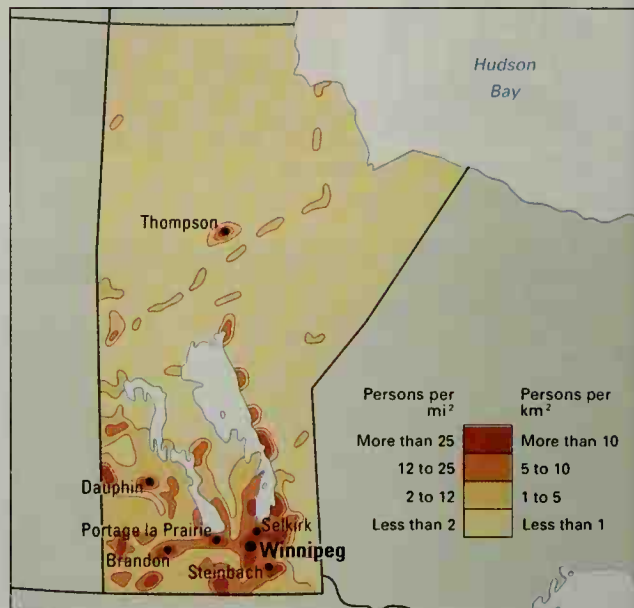 Hudson
Bay
Thompson
Persons per
mi²
Persons per
km²
More than 25
More than 10
12 to 25
5 to 10
2 to 12
1 to 5
Less than 2
Less than 1
Dauphin
Portage la Prairie
Selkirk
Winnipeg
Brandon
Steinbach